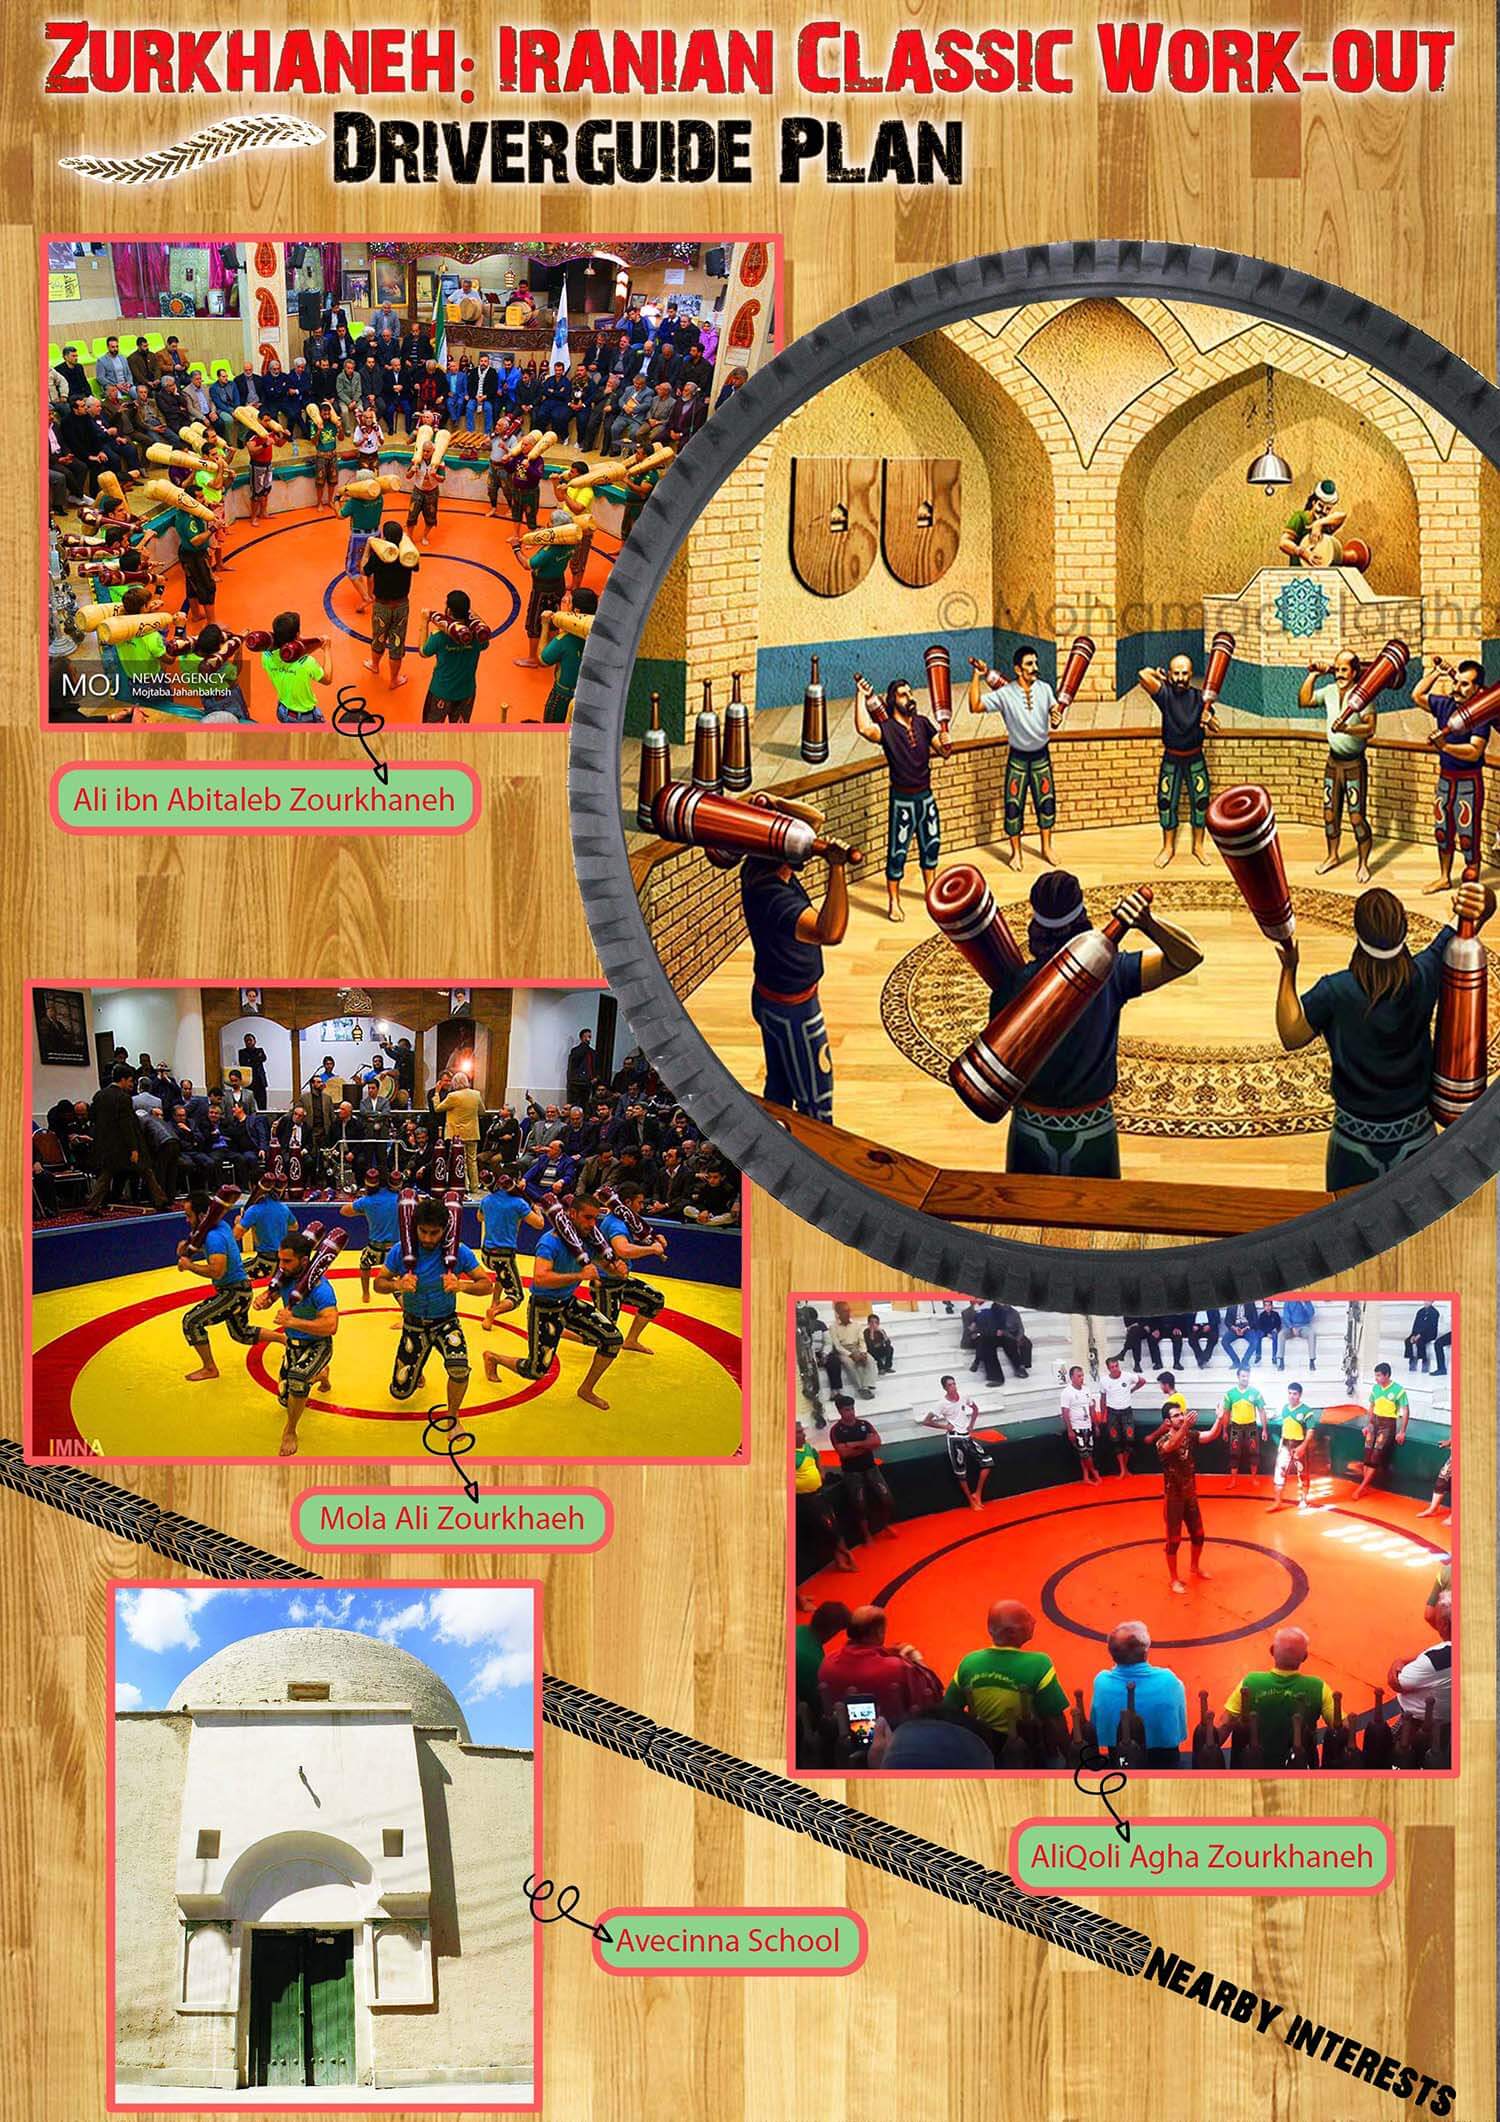 Zurkhaneh: Iranian Classic Work-out
Driverguide Plan
MOJ NEWSAGENCY
Mojtaba.Jahanbakhsh
© Mohamad
Ali ibn Abitaleb Zourkhaneh
IMNA
Mola Ali Zourkhaeh
AliQoli Agha Zourkhaneh
Avecinna School
NEARBY INTERESTS